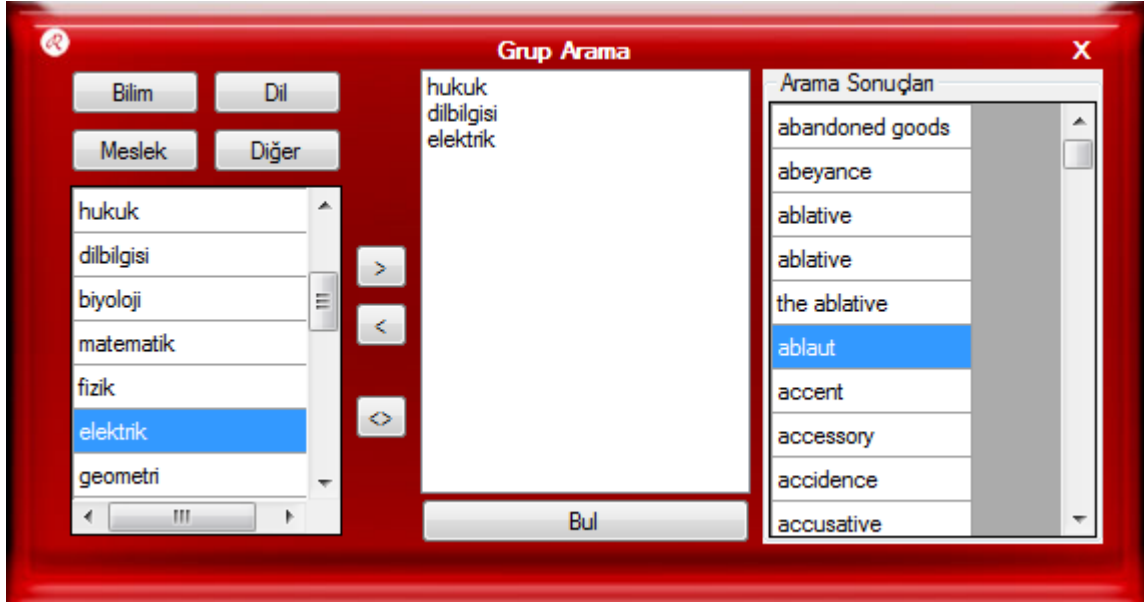 Grup Arama
X
Bilim
Dil
Meslek
Diğer
hukuk
dilbilgisi
biyoloji
matematik
fizik
elektrik
geometri
>
<
<>
hukuk
dilbilgisi
elektrik
Bul
Arama Sonuçları
abandoned goods
abeyance
ablative
ablative
the ablative
ablaut
accent
accessory
accidence
accusative